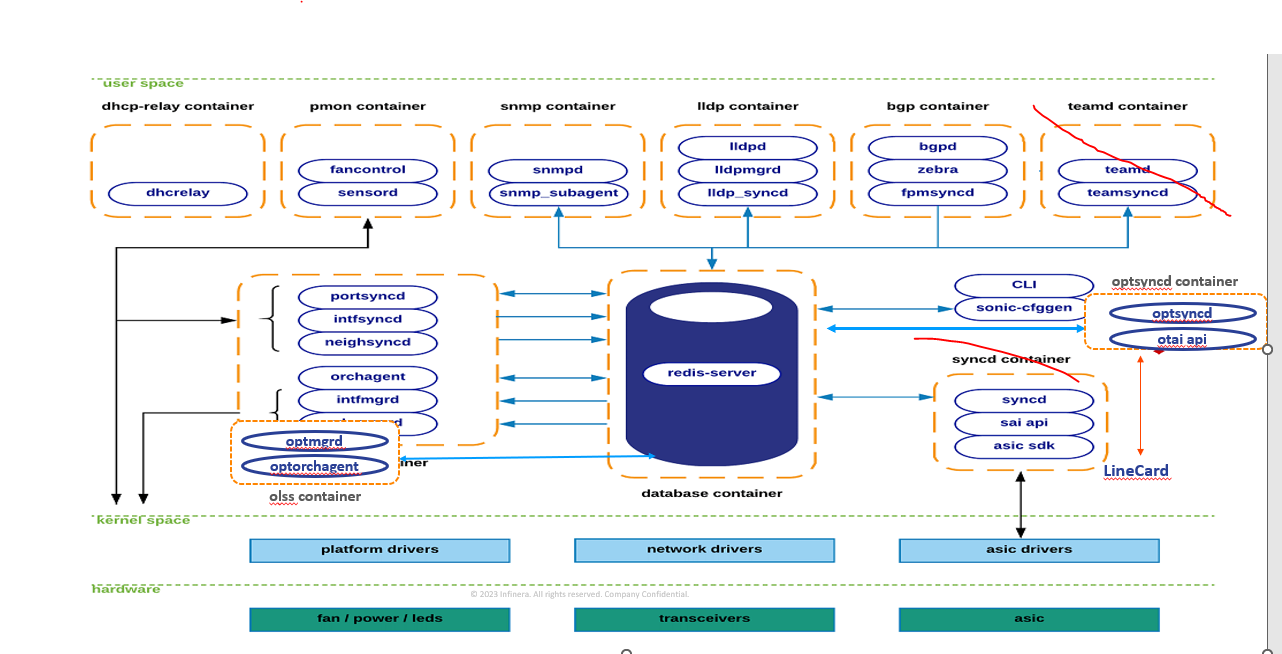 user space
dhcp-relay container
pmon container
snmp container
lldp container
bgp container
teamd container
dhcrelay
fancontrol
sensord
snmpd
snmp_subagent
lldpd
lldpmgrd
lldp_syncd
bgpd
zebra
fpmsyncd
teamd
teamsyncd
portsyncd
intfsyncd
neighsyncd
orchagent
intfmgrd
d
optmgrd
optorchagent
iner
olss container
redis-server
database container
CLI
sonic-cfggen
optsyncd container
optsyncd
otai api
syncd container
syncd
sai api
asic sdk
LineCard
kernel space
platform drivers
network drivers
asic drivers
hardware
© 2023 Infinera. All rights reserved. Company Confidential.
fan / power / leds
transceivers
asic